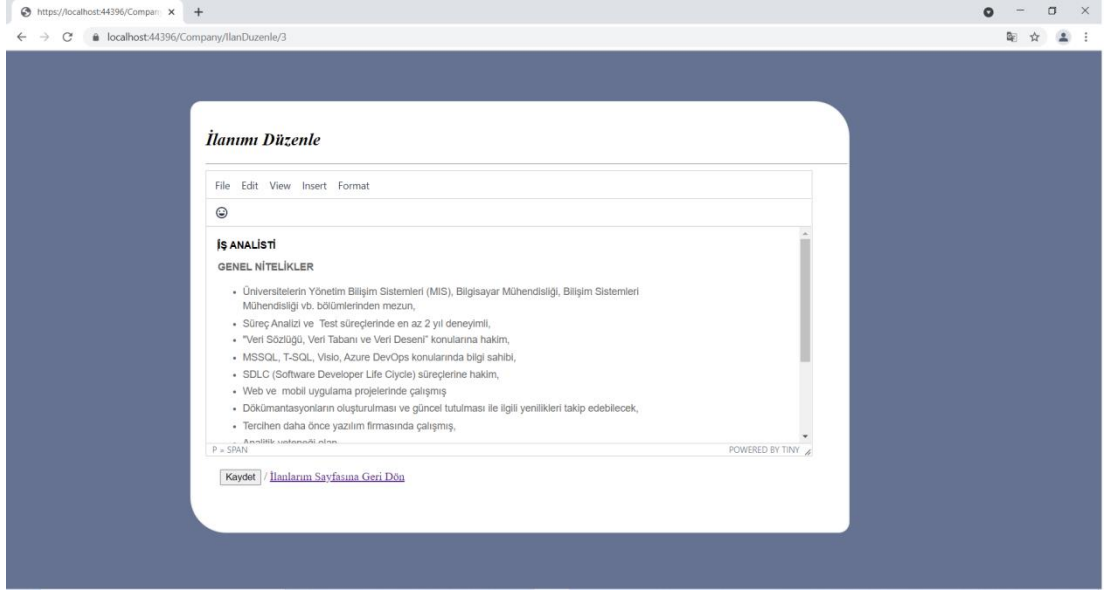 https://localhost:44396/Compan
localhost:44396/Company/IlanDuzenle/3
İlanımı Düzenle
File Edit View Insert Format
İŞ ANALİSTİ
GENEL NİTELİKLER
• Üniversitelerin Yönetim Bilişim Sistemleri (MIS), Bilgisayar Mühendisliği, Bilişim Sistemleri
Mühendisliği vb. bölümlerinden mezun,
• Süreç Analizi ve Test süreçlerinde en az 2 yıl deneyimli,
• "Veri Sözlüğü, Veri Tabanı ve Veri Deseni" konularına hakim,
• MSSQL, T-SQL, Visio, Azure DevOps konularında bilgi sahibi,
• SDLC (Software Developer Life Ciycle) süreçlerine hakim,
• Web ve mobil uygulama projelerinde çalışmış
• Dökümantasyonların oluşturulması ve güncel tutulması ile ilgili yenilikleri takip edebilecek,
• Tercihen daha önce yazılım firmasında çalışmış,
• Analitik yeteneği olan
P » SPAN POWERED BY TINY
Kaydet / İlanlarım Sayfasına Geri Dön